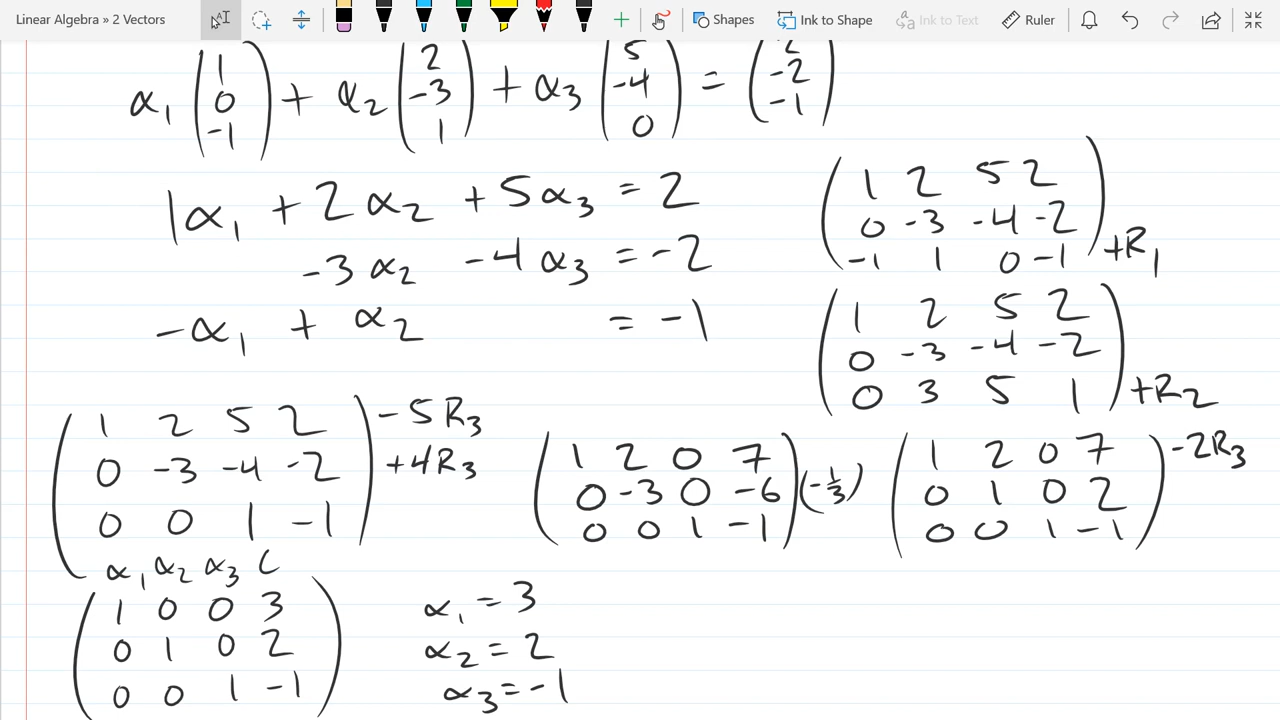 Linear Algebra » 2 Vectors
Shapes Ink to Shape Ink to Text Ruler
α₁ (1 0 -1) + α₂ (2 -3 1) + α₃ (5 -4 0) = (2 -2 -1)
1α₁ + 2α₂ + 5α₃ = 2
-3α₂ -4α₃ = -2
-α₁ + α₂ = -1
1 2 5 2
0 -3 -4 -2
-1 1 0 -1 +R₁
1 2 5 2
0 -3 -4 -2
0 3 5 1 +R2
1 2 5 2 -5R₃
0 -3 -4 -2 +4R₃
0 0 1 -1
1 2 0 7
0 -3 0 -6 (-1/3)
0 0 1 -1
1 2 0 7 -2R₃
0 1 0 2
0 0 1 -1
α₁ α₂ α₃ C
1 0 0 3
0 1 0 2
0 0 1 -1
α₁ = 3
α₂ = 2
α₃ = -1